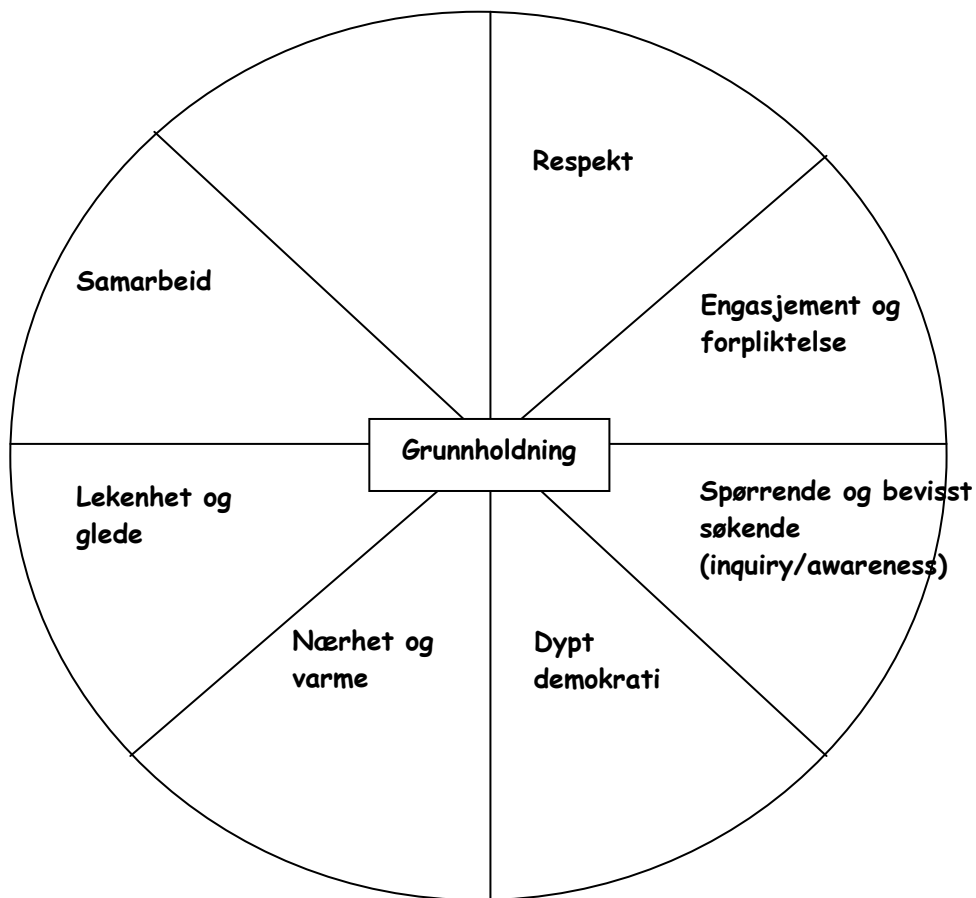 Respekt
Samarbeid
Engasjement og
forpliktelse
Grunnholdning
Lekenhet og
glede
Spørrende og bevisst
søkende
(inquiry/awareness)
Nærhet og
varme
Dypt
demokrati